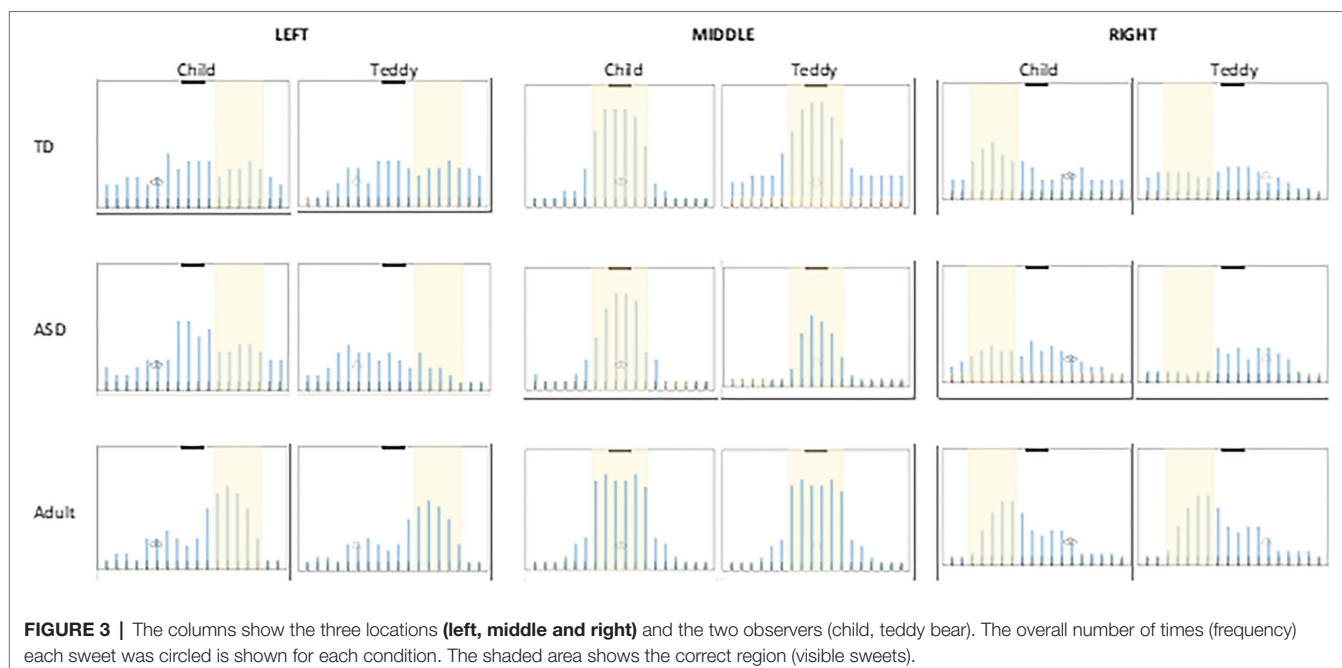 LEFT MIDDLE RIGHT
Child Teddy Child Teddy Child Teddy
TD
ASD
Adult
FIGURE 3 | The columns show the three locations (left, middle and right) and the two observers (child, teddy bear). The overall number of times (frequency)
each sweet was circled is shown for each condition. The shaded area shows the correct region (visible sweets).